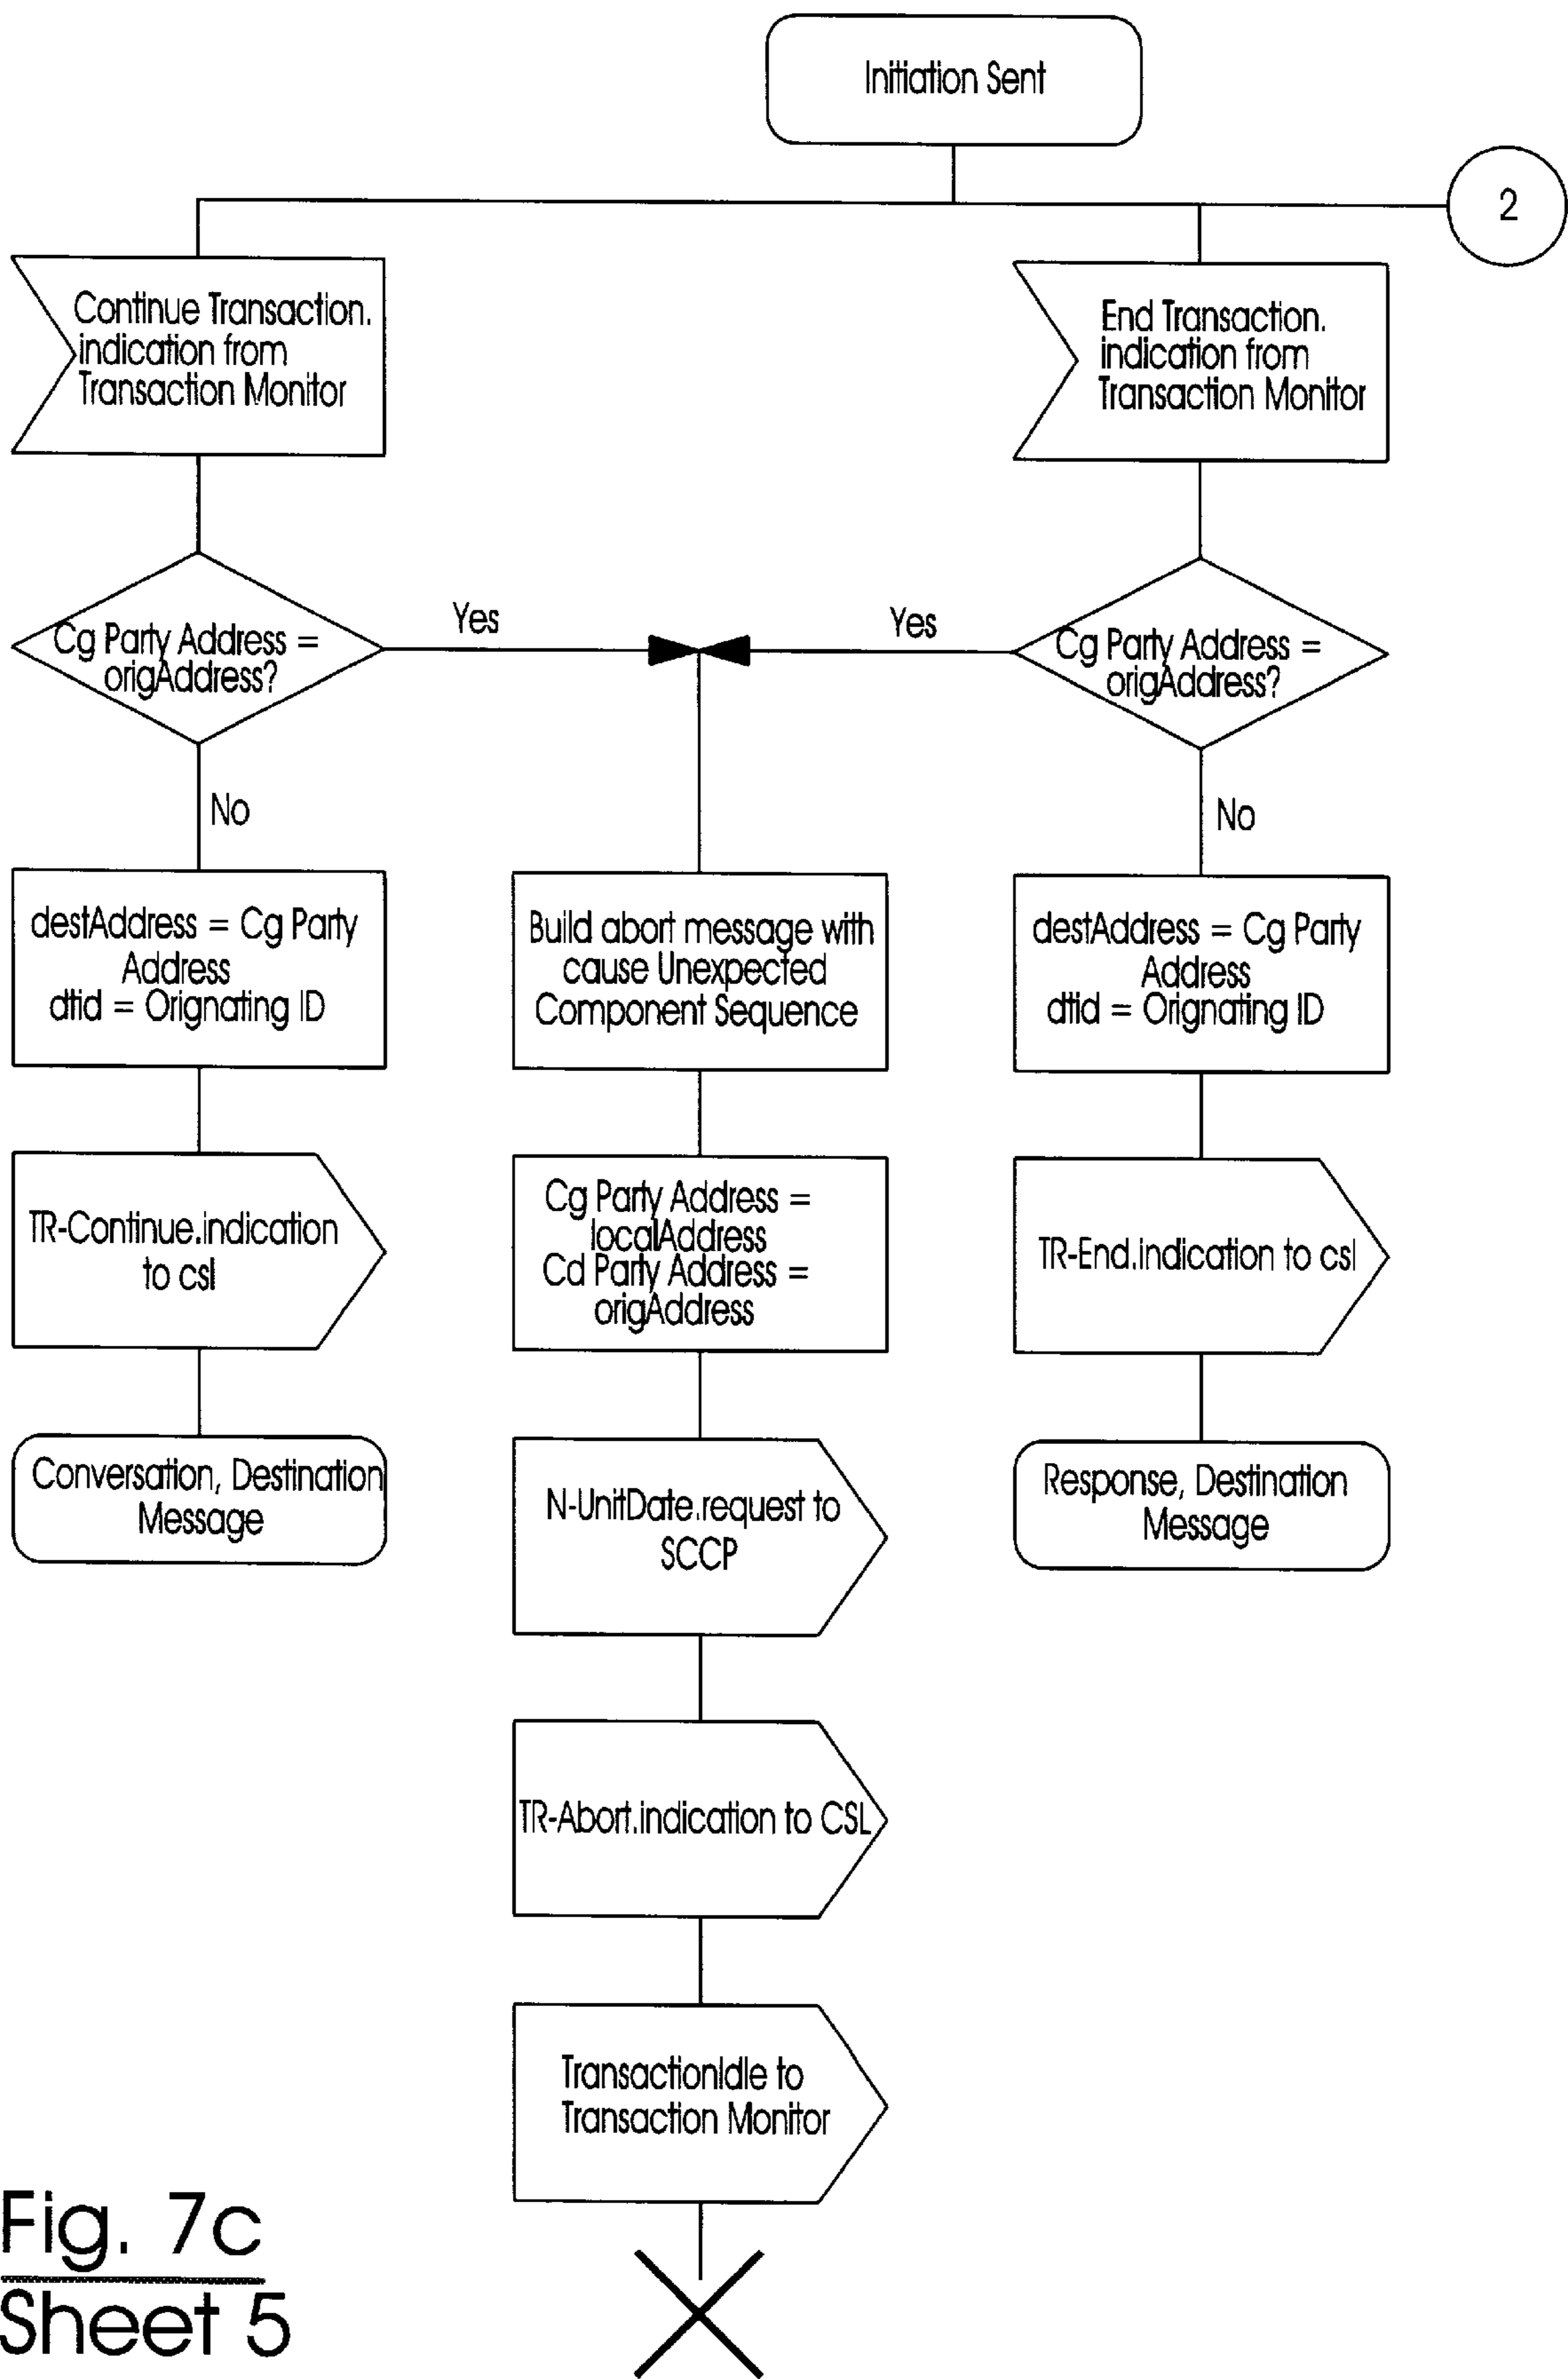 Initiation Sent
2
Continue Transaction.
indication from
Transaction Monitor
End Transaction.
indication from
Transaction Monitor
Cg Party Address =
origAddress?
Yes
Yes
Cg Party Address =
origAddress?
No
No
destAddress = Cg Party
Address
dtid = Orignating ID
Build abort message with
cause Unexpected
Component Sequence
destAddress = Cg Party
Address
dtid = Orignating ID
TR-Continue.indication
to csl
Cg Party Address =
localAddress
Cd Party Address =
origAddress
TR-End.indication to csl
Conversation, Destination
Message
N-UnitDate.request to
SCCP
Response, Destination
Message
TR-Abort.indication to CSL
TransactionIdle to
Transaction Monitor
Fig. 7c
Sheet 5